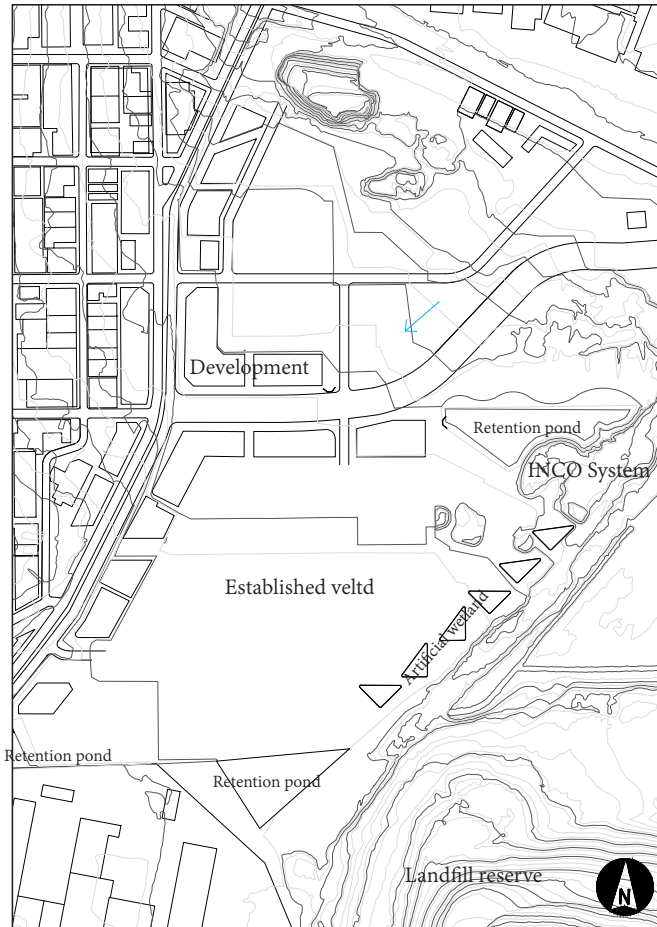 Development
Retention pond
INCO System
Established veltd
Artificial wetland
Retention pond
Retention pond
Landfill reserve
N